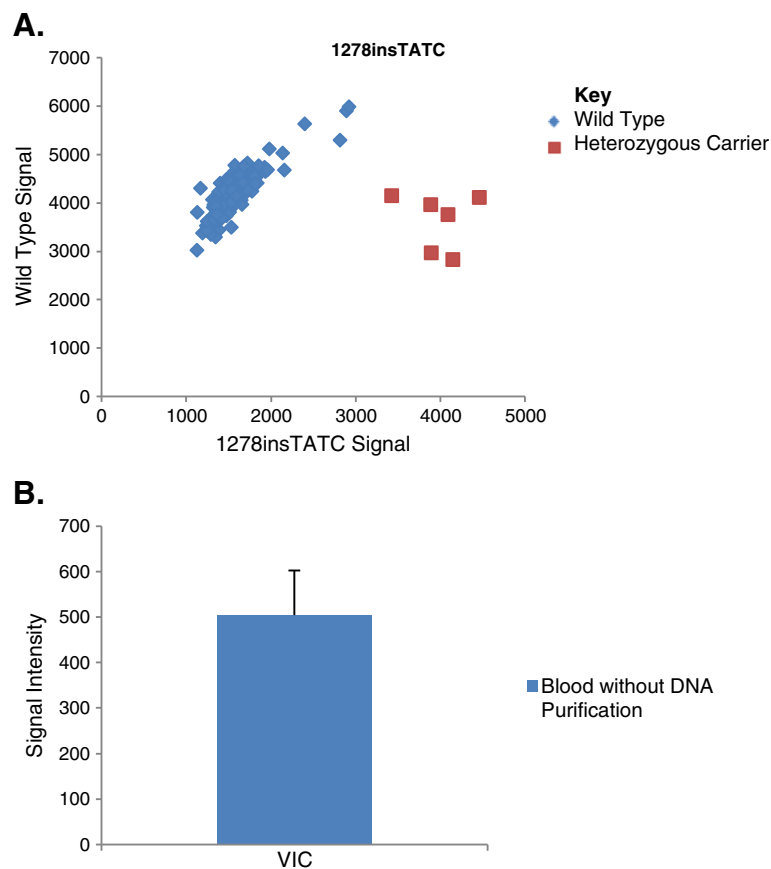 A.
1278insTATC
7000
6000
5000
4000
3000
2000
1000
0
Wild Type Signal
0 1000 2000 3000 4000 5000
1278insTATC Signal
Key
Wild Type
Heterozygous Carrier
B.
700
600
500
400
300
200
100
0
Signal Intensity
VIC
Blood without DNA
Purification